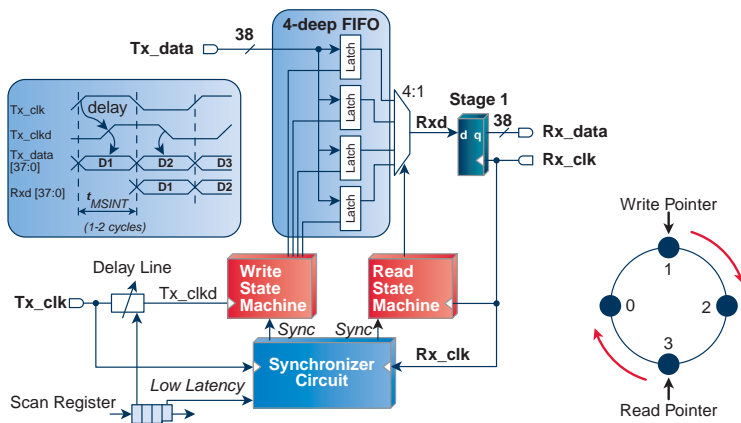 4-deep FIFO
Tx_data
38
Latch
Latch
Latch
Latch
4:1
Rxd
Stage 1
d q
38
Rx_data
Rx_clk
Tx_clk
delay
Tx_clkd
Tx_data
[37:0]
D1
D2
D3
Rxd [37:0]
D1
D2
t MSINT
(1-2 cycles)
Delay Line
Tx_clk
Tx_clkd
Write
State
Machine
Read
State
Machine
Sync
Sync
Synchronizer
Circuit
Rx_clk
Low Latency
Scan Register
Write Pointer
1
0
2
3
Read Pointer